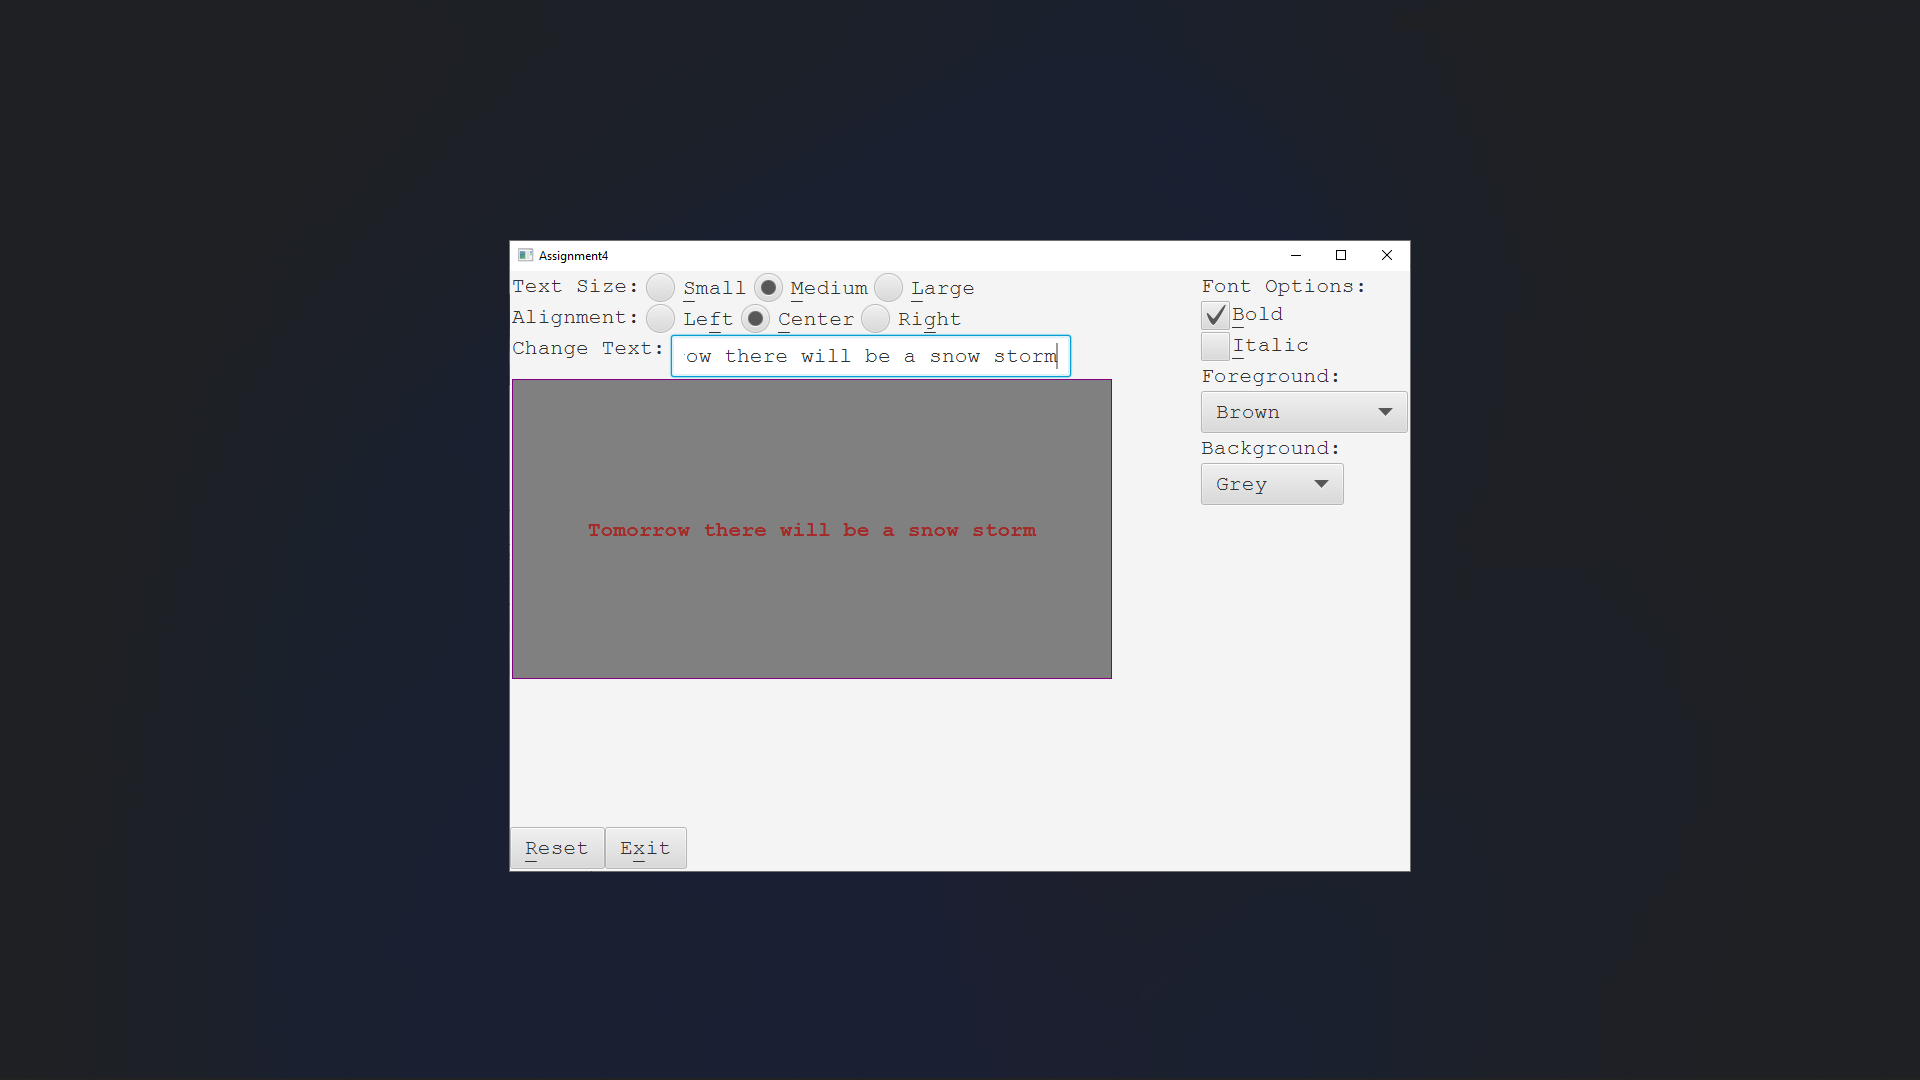 Assignment4
Text Size: Small Medium Large
Alignment: Left Center Right
Change Text: ow there will be a snow storm
Tomorrow there will be a snow storm
Font Options:
Bold
Italic
Foreground:
Brown
Background:
Grey
Reset Exit